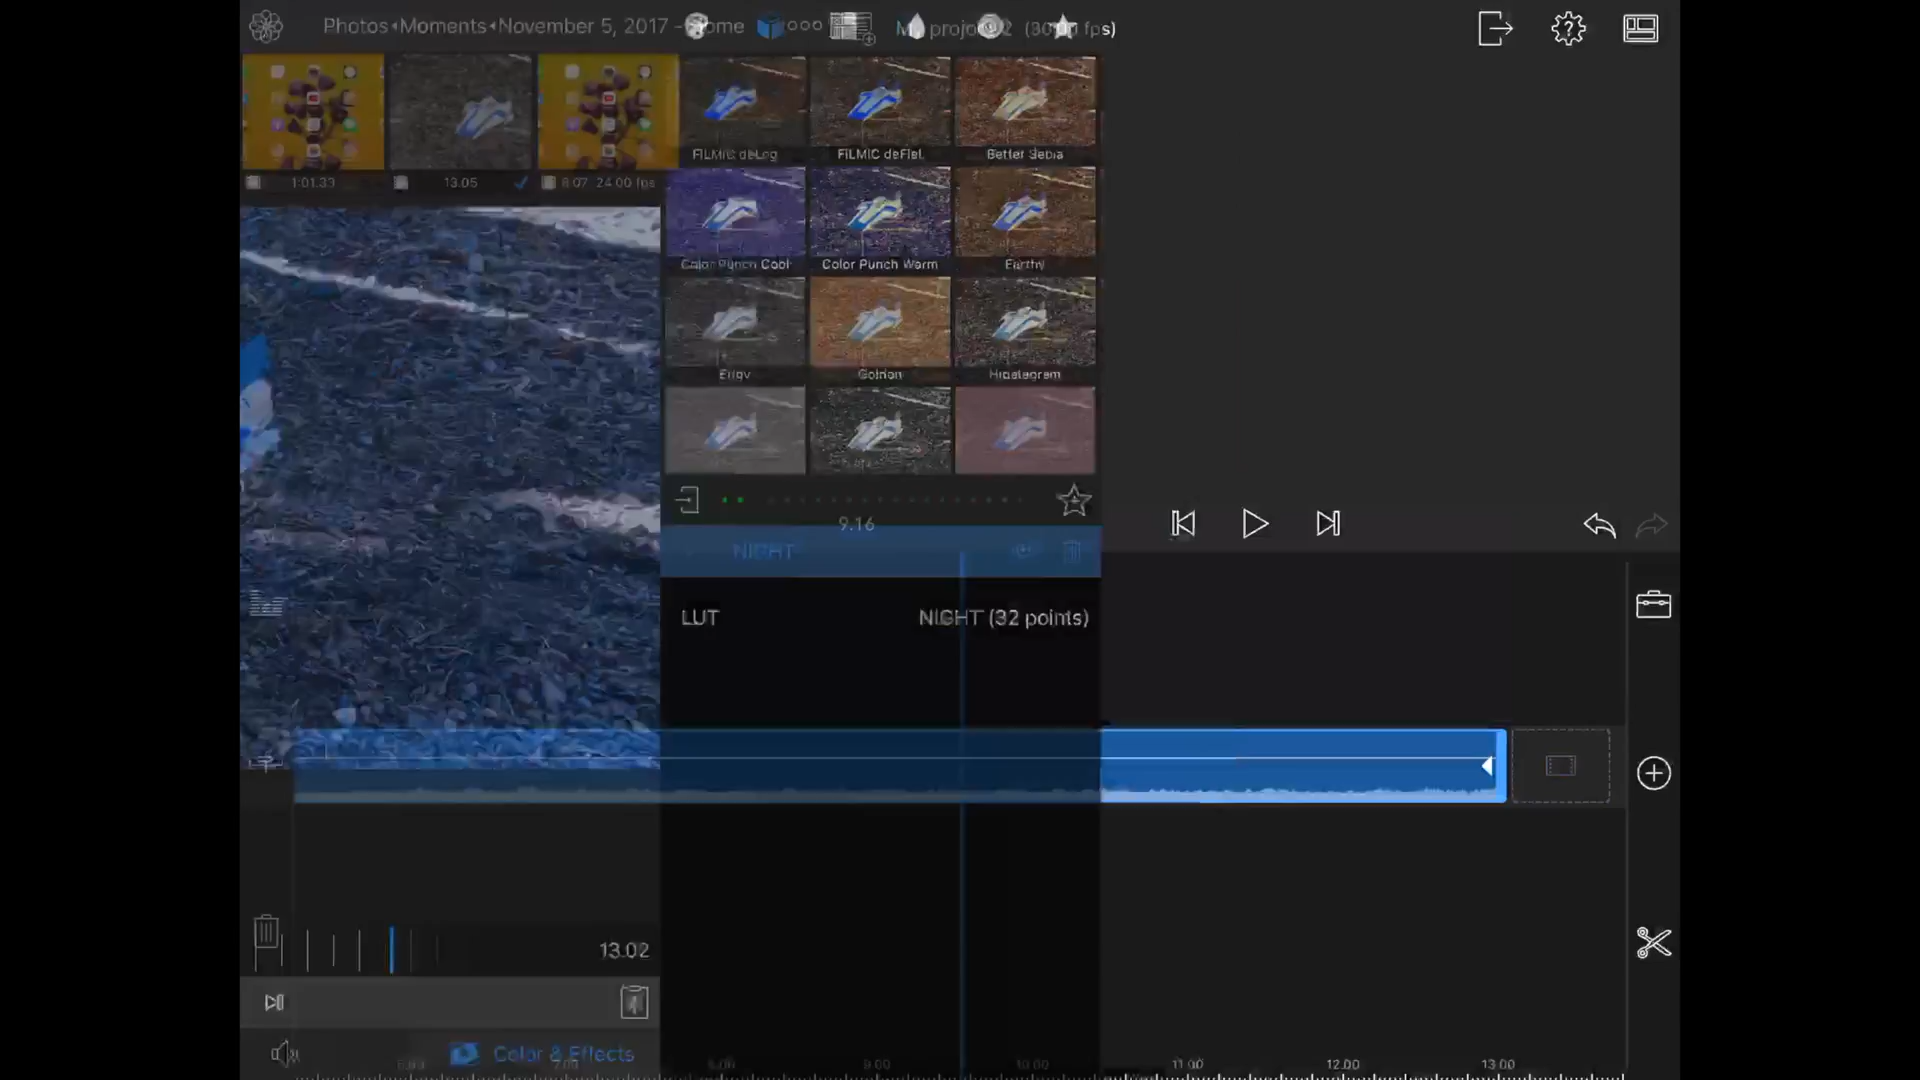 Photos Moments November 5, 2017 - Home
My project 2 (30.00 fps)
1:01.33
13.05
8.07 24.00 fps
FiLMiC deLog
FiLMiC deFlat
Better Sepia
Color Punch Cool
Color Punch Warm
Earthy
Golden
9.16
NIGHT
LUT
NIGHT (32 points)
13.02
Color & Effects
7.00
9.00
10.00
11.00
12.00
13.00